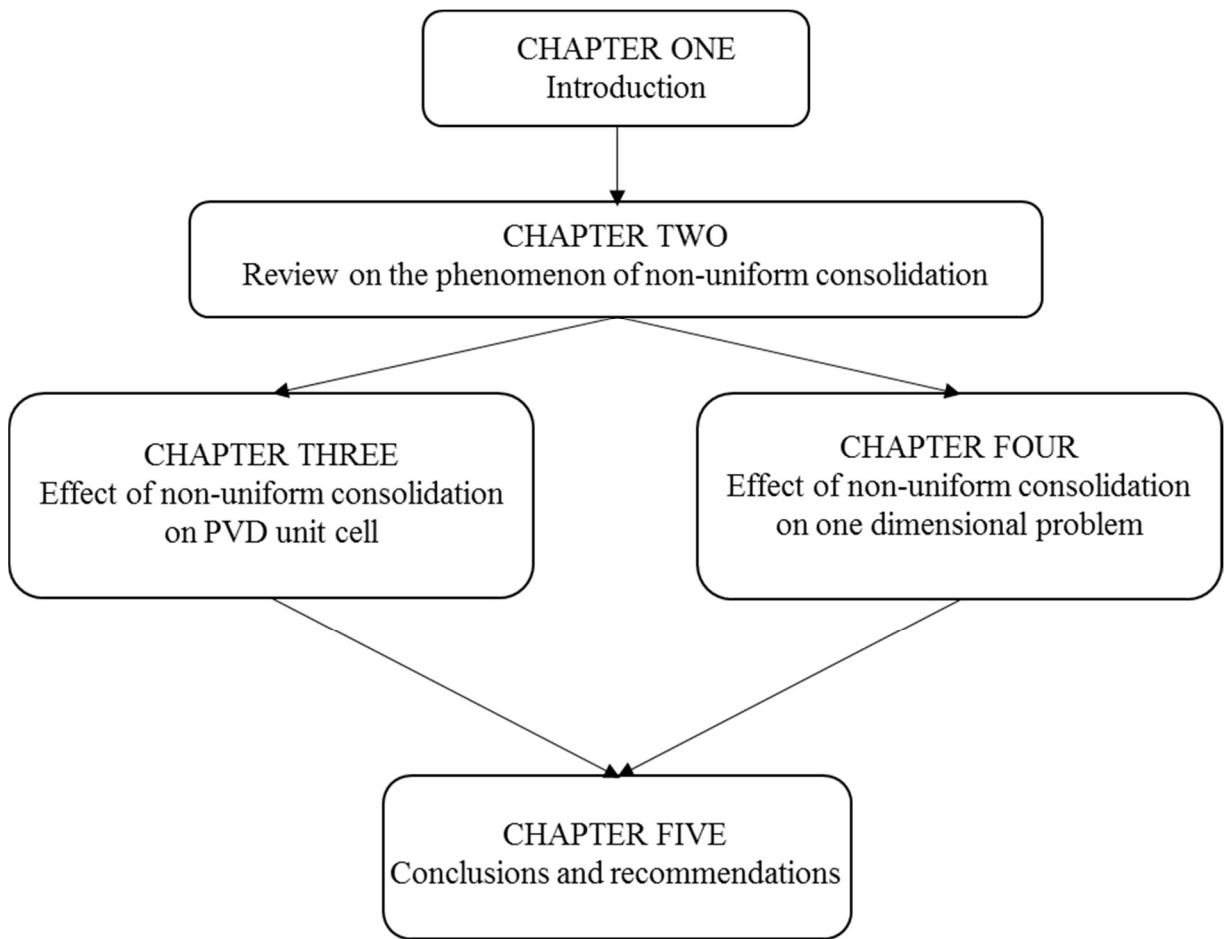 CHAPTER ONE
Introduction
CHAPTER TWO
Review on the phenomenon of non-uniform consolidation
CHAPTER THREE
Effect of non-uniform consolidation
on PVD unit cell
CHAPTER FOUR
Effect of non-uniform consolidation
on one dimensional problem
CHAPTER FIVE
Conclusions and recommendations